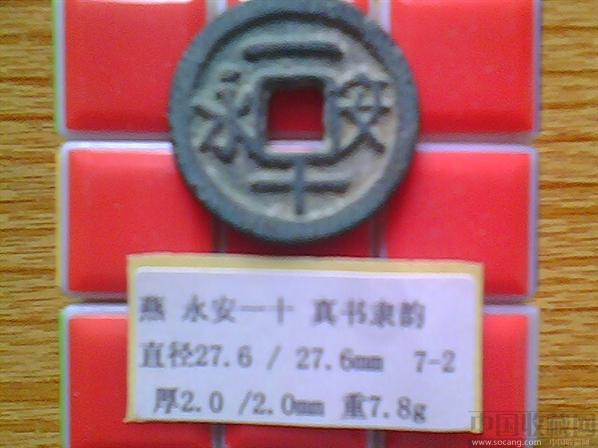 一
永 安
十
燕 永安一十 真书隶韵
直径27.6 / 27.6mm 7-2
厚2.0 /2.0mm 重7.8g
中国收藏网
www.socang.com